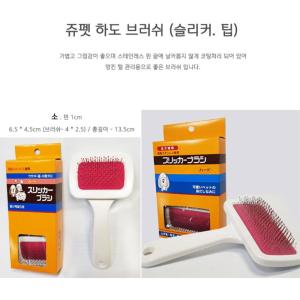 쥬펫 하도 브러쉬 (슬리커. 팁)
가볍고 그립감이 좋으며 스테인레스 핀 끝에 날카롭지 않게 코팅처리 되어 있어
엉킨 털 관리용으로 좋은 브러쉬 입니다.
소 . 핀 1cm
6.5 * 4.5cm (브러쉬- 4 * 2.5) / 총길이 - 13.5cm
スリッカー
ブラシ
スリッカーブラシ
ハード